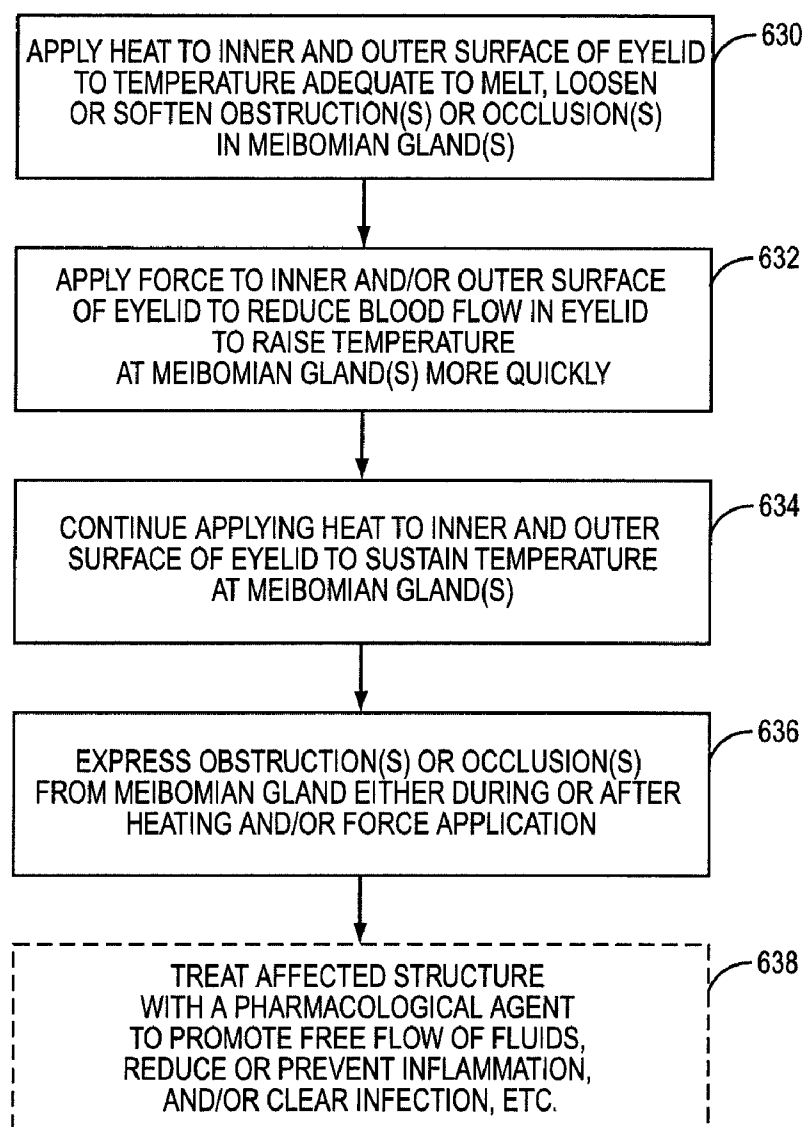 APPLY HEAT TO INNER AND OUTER SURFACE OF EYELID
TO TEMPERATURE ADEQUATE TO MELT, LOOSEN
OR SOFTEN OBSTRUCTION(S) OR OCCLUSION(S)
IN MEIBOMIAN GLAND(S)
630
APPLY FORCE TO INNER AND/OR OUTER SURFACE
OF EYELID TO REDUCE BLOOD FLOW IN EYELID
TO RAISE TEMPERATURE
AT MEIBOMIAN GLAND(S) MORE QUICKLY
632
CONTINUE APPLYING HEAT TO INNER AND OUTER
SURFACE OF EYELID TO SUSTAIN TEMPERATURE
AT MEIBOMIAN GLAND(S)
634
EXPRESS OBSTRUCTION(S) OR OCCLUSION(S)
FROM MEIBOMIAN GLAND EITHER DURING OR AFTER
HEATING AND/OR FORCE APPLICATION
636
TREAT AFFECTED STRUCTURE
WITH A PHARMACOLOGICAL AGENT
TO PROMOTE FREE FLOW OF FLUIDS,
REDUCE OR PREVENT INFLAMMATION,
AND/OR CLEAR INFECTION, ETC.
638